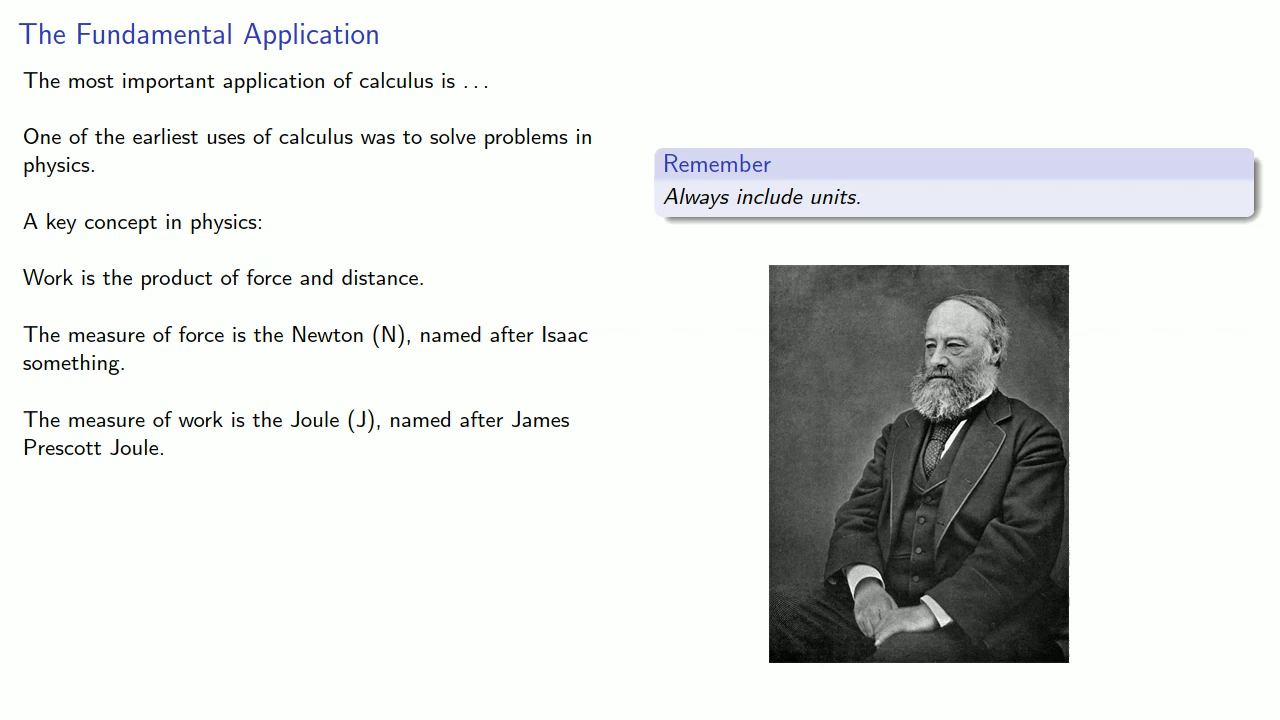 The Fundamental Application
The most important application of calculus is . . .
One of the earliest uses of calculus was to solve problems in
physics.
A key concept in physics:
Work is the product of force and distance.
The measure of force is the Newton (N), named after Isaac
something.
The measure of work is the Joule (J), named after James
Prescott Joule.
Remember
Always include units.